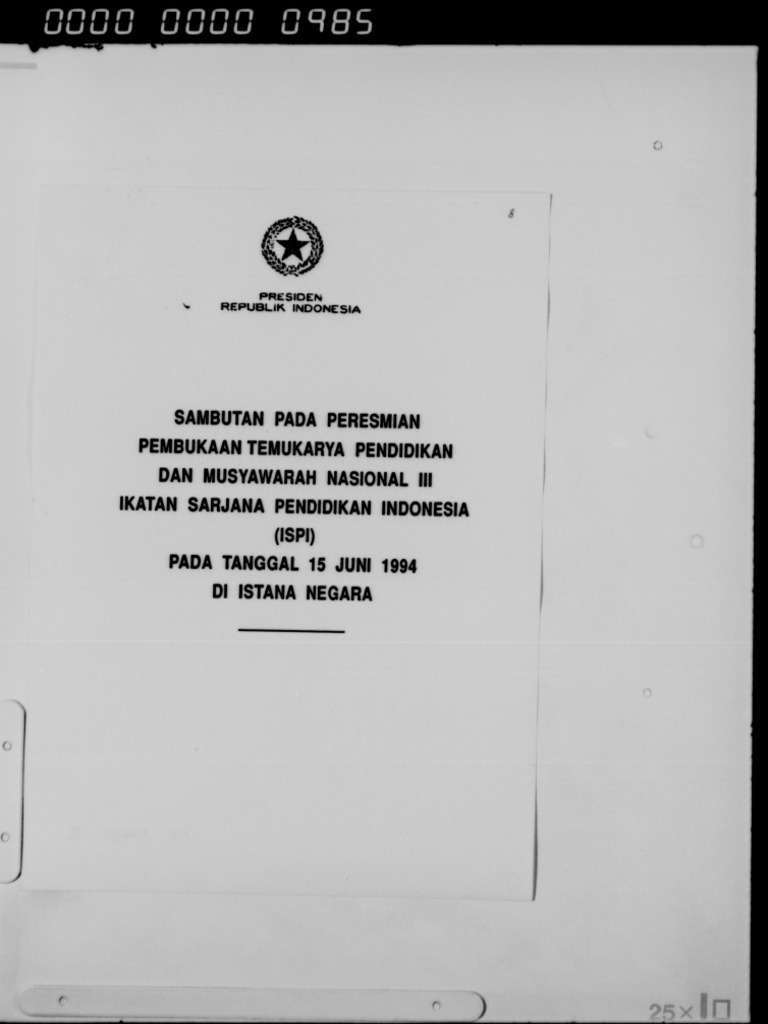 0000 0000 0985
8
PRESIDEN
REPUBLIK INDONESIA
SAMBUTAN PADA PERESMIAN
PEMBUKAAN TEMUKARYA PENDIDIKAN
DAN MUSYAWARAH NASIONAL III
IKATAN SARJANA PENDIDIKAN INDONESIA
(ISPI)
PADA TANGGAL 15 JUNI 1994
DI ISTANA NEGARA
25×